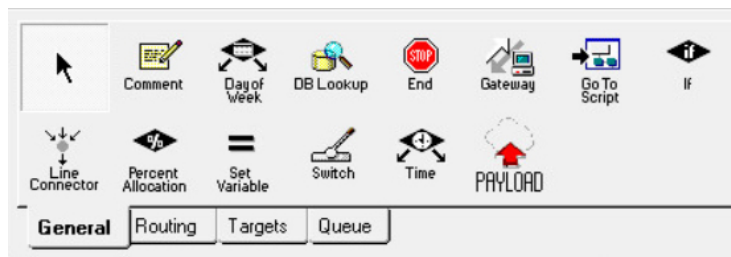 Comment
Day of
Week
DB Lookup
STOP
End
Gateway
Go To
Script
if
If
Line
Connector
%
Percent
Allocation
Set
Variable
Switch
Time
PAYLOAD
General
Routing
Targets
Queue